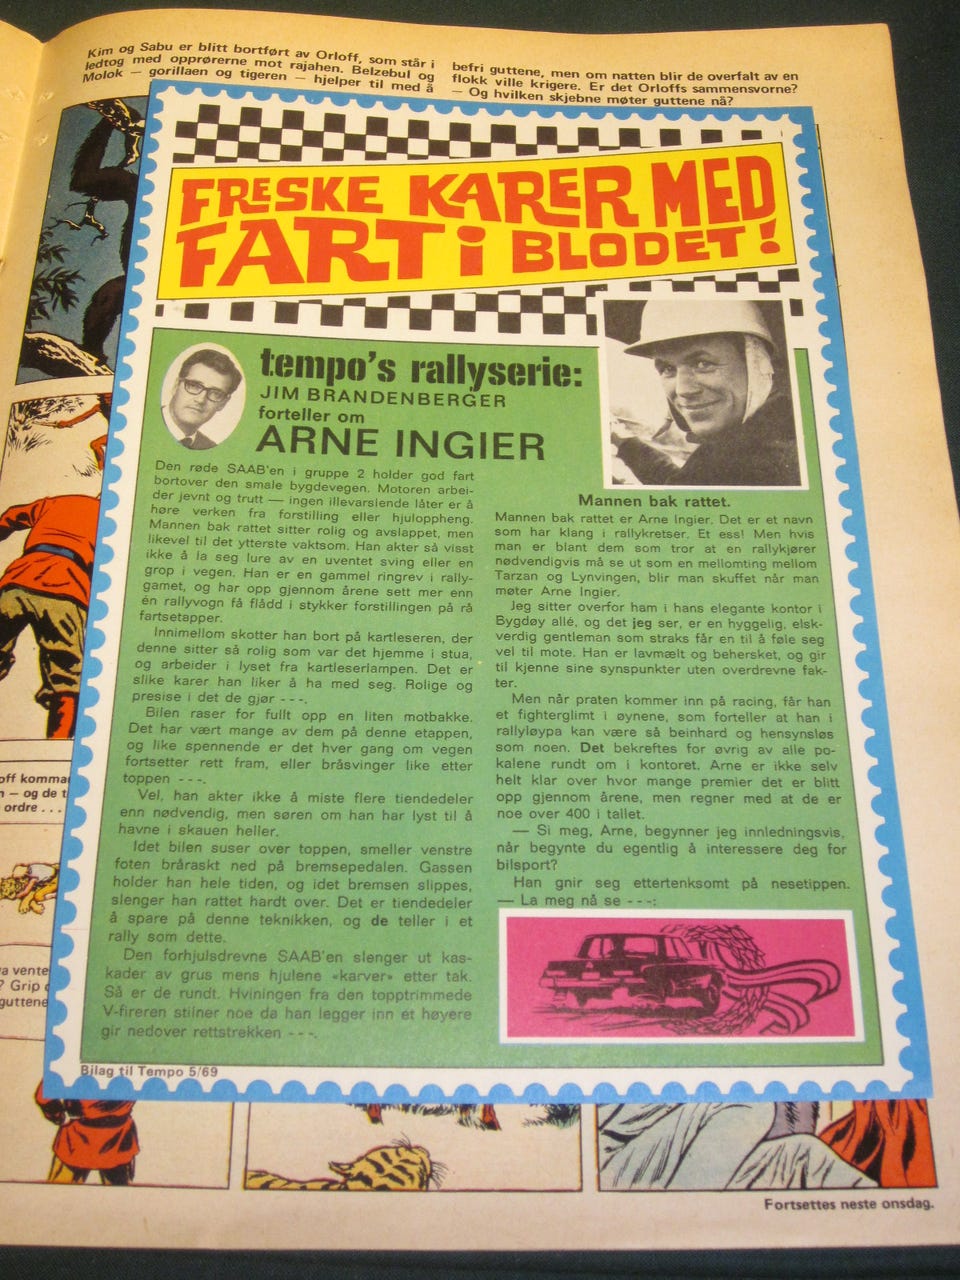 Kim og Sabu er blitt bortført av Orloff, som står i
ledtog med opprørerne mot rajahen. Belzebul og
Molok — gorillaen og tigeren — hjelper til med å
befri guttene, men om natten blir de overfalt av en
flokk ville krigere. Er det Orloffs sammensvorne?
— Og hvilken skjebne møter guttene nå?
FRESKE KARER MED
FART i BLODET!
tempo's rallyserie:
JIM BRANDENBERGER
forteller om
ARNE INGIER
Den røde SAAB'en i gruppe 2 holder god fart
bortover den smale bygdevegen. Motoren arbei-
der jevnt og trutt — ingen illevarslende låter er å
høre verken fra forstilling eller hjuloppheng.
Mannen bak rattet sitter rolig og avslappet, men
likevel til det ytterste vaktsom. Han akter så visst
ikke å la seg lure av en uventet sving eller en
grop i vegen. Han er en gammel ringrev i rally-
gamet, og har opp gjennom årene sett mer enn
én rallyvogn få flådd i stykker forstillingen på rå
fartsetapper.
Innimellom skotter han bort på kartleseren, der
denne sitter så rolig som var det hjemme i stua,
og arbeider i lyset fra kartleserlampen. Det er
slike karer han liker å ha med seg. Rolige og
presise i det de gjør - - -.
Bilen raser for fullt opp en liten motbakke.
Det har vært mange av dem på denne etappen,
og like spennende er det hver gang om vegen
fortsetter rett fram, eller bråsvinger like etter
toppen - - -.
Vel, han akter ikke å miste flere tiendedeler
enn nødvendig, men søren om han har lyst til å
havne i skauen heller.
Idet bilen suser over toppen, smeller venstre
foten bråraskt ned på bremsepedalen. Gassen
holder han hele tiden, og idet bremsen slippes,
slenger han rattet hardt over. Det er tiendedeler
å spare på denne teknikken, og de teller i et
rally som dette.
Den forhjulsdrevne SAAB'en slenger ut kas-
kader av grus mens hjulene «karver» etter tak.
Så er de rundt. Hviningen fra den topptrimmede
V-fireren stilner noe da han legger inn et høyere
gir nedover rettstrekken - - -.
Mannen bak rattet.
Mannen bak rattet er Arne Ingier. Det er et navn
som har klang i rallykretser. Et ess! Men hvis
man er blant dem som tror at en rallykjører
nødvendigvis må se ut som en mellomting mellom
Tarzan og Lynvingen, blir man skuffet når man
møter Arne Ingier.
Jeg sitter overfor ham i hans elegante kontor i
Bygdøy allé, og det jeg ser, er en hyggelig, elsk-
verdig gentleman som straks får en til å føle seg
vel til mote. Han er lavmælt og behersket, og gir
til kjenne sine synspunkter uten overdrevne fak-
ter.
Men når praten kommer inn på racing, får han
et fighterglimt i øynene, som forteller at han i
rallyløypa kan være så beinhard og hensynsløs
som noen. Det bekreftes for øvrig av alle po-
kalene rundt om i kontoret. Arne er ikke selv
helt klar over hvor mange premier det er blitt
opp gjennom årene, men regner med at de er
noe over 400 i tallet.
— Si meg, Arne, begynner jeg innledningsvis,
når begynte du egentlig å interessere deg for
bilsport?
Han gnir seg ettertenksomt på nesetippen.
— La meg nå se - - -:
Bilag til Tempo 5/69
off komma
n — og de t
ordre . . .
va vente
? Grip
guttene
Fortsettes neste onsdag.